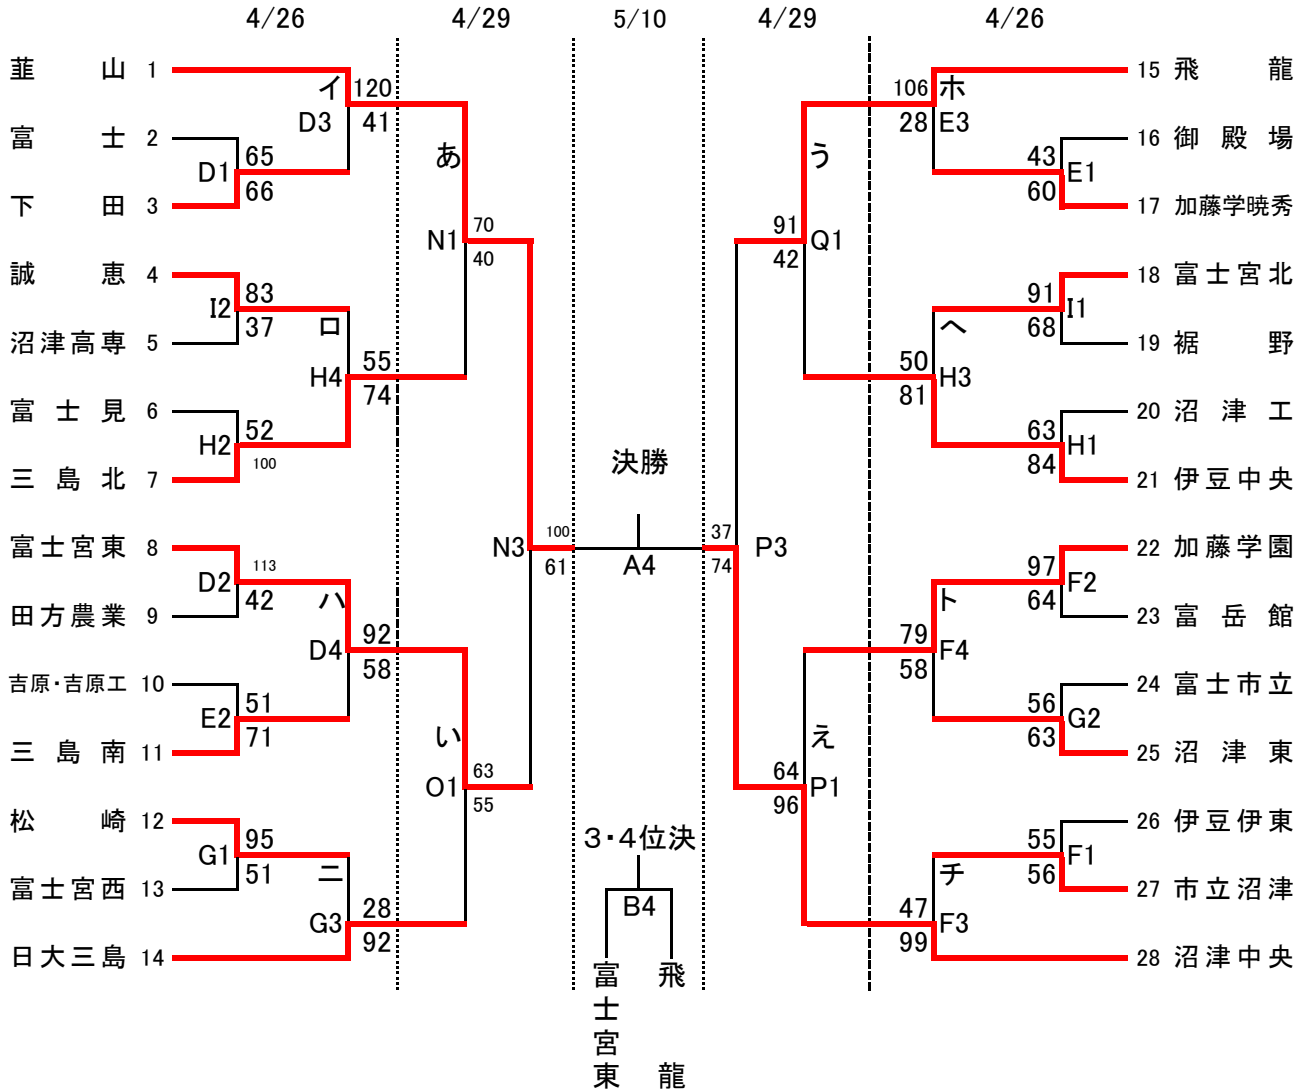 4/26 4/29 5/10 4/29 4/26
韮山 1
イ 120
D3 41
富士 2
D1 65
66
下田 3
あ
N1 70
40
誠恵 4
I2 83
37
沼津高専 5
ロ
H4 55
74
富士見 6
H2 52
100
三島北 7
富士宮東 8
D2 113
42
田方農業 9
ハ
D4 92
58
吉原・吉原工 10
E2 51
71
三島南 11
い
O1 63
55
松崎 12
G1 95
51
富士宮西 13
ニ
G3 28
92
日大三島 14
N3 100
61
決勝
A4
37 P3
74
3・4位決
B4
富士宮東
飛龍
15 飛龍
106 ホ
28 E3
16 御殿場
43 E1
60
17 加藤学暁秀
う
91 Q1
42
18 富士宮北
91 I1
68
19 裾野
ヘ
50 H3
81
20 沼津工
63 H1
84
21 伊豆中央
22 加藤学園
97 F2
64
23 富岳館
ト
79 F4
58
24 富士市立
56 G2
63
25 沼津東
え
64 P1
96
26 伊豆伊東
55 F1
56
27 市立沼津
チ
47 F3
99
28 沼津中央